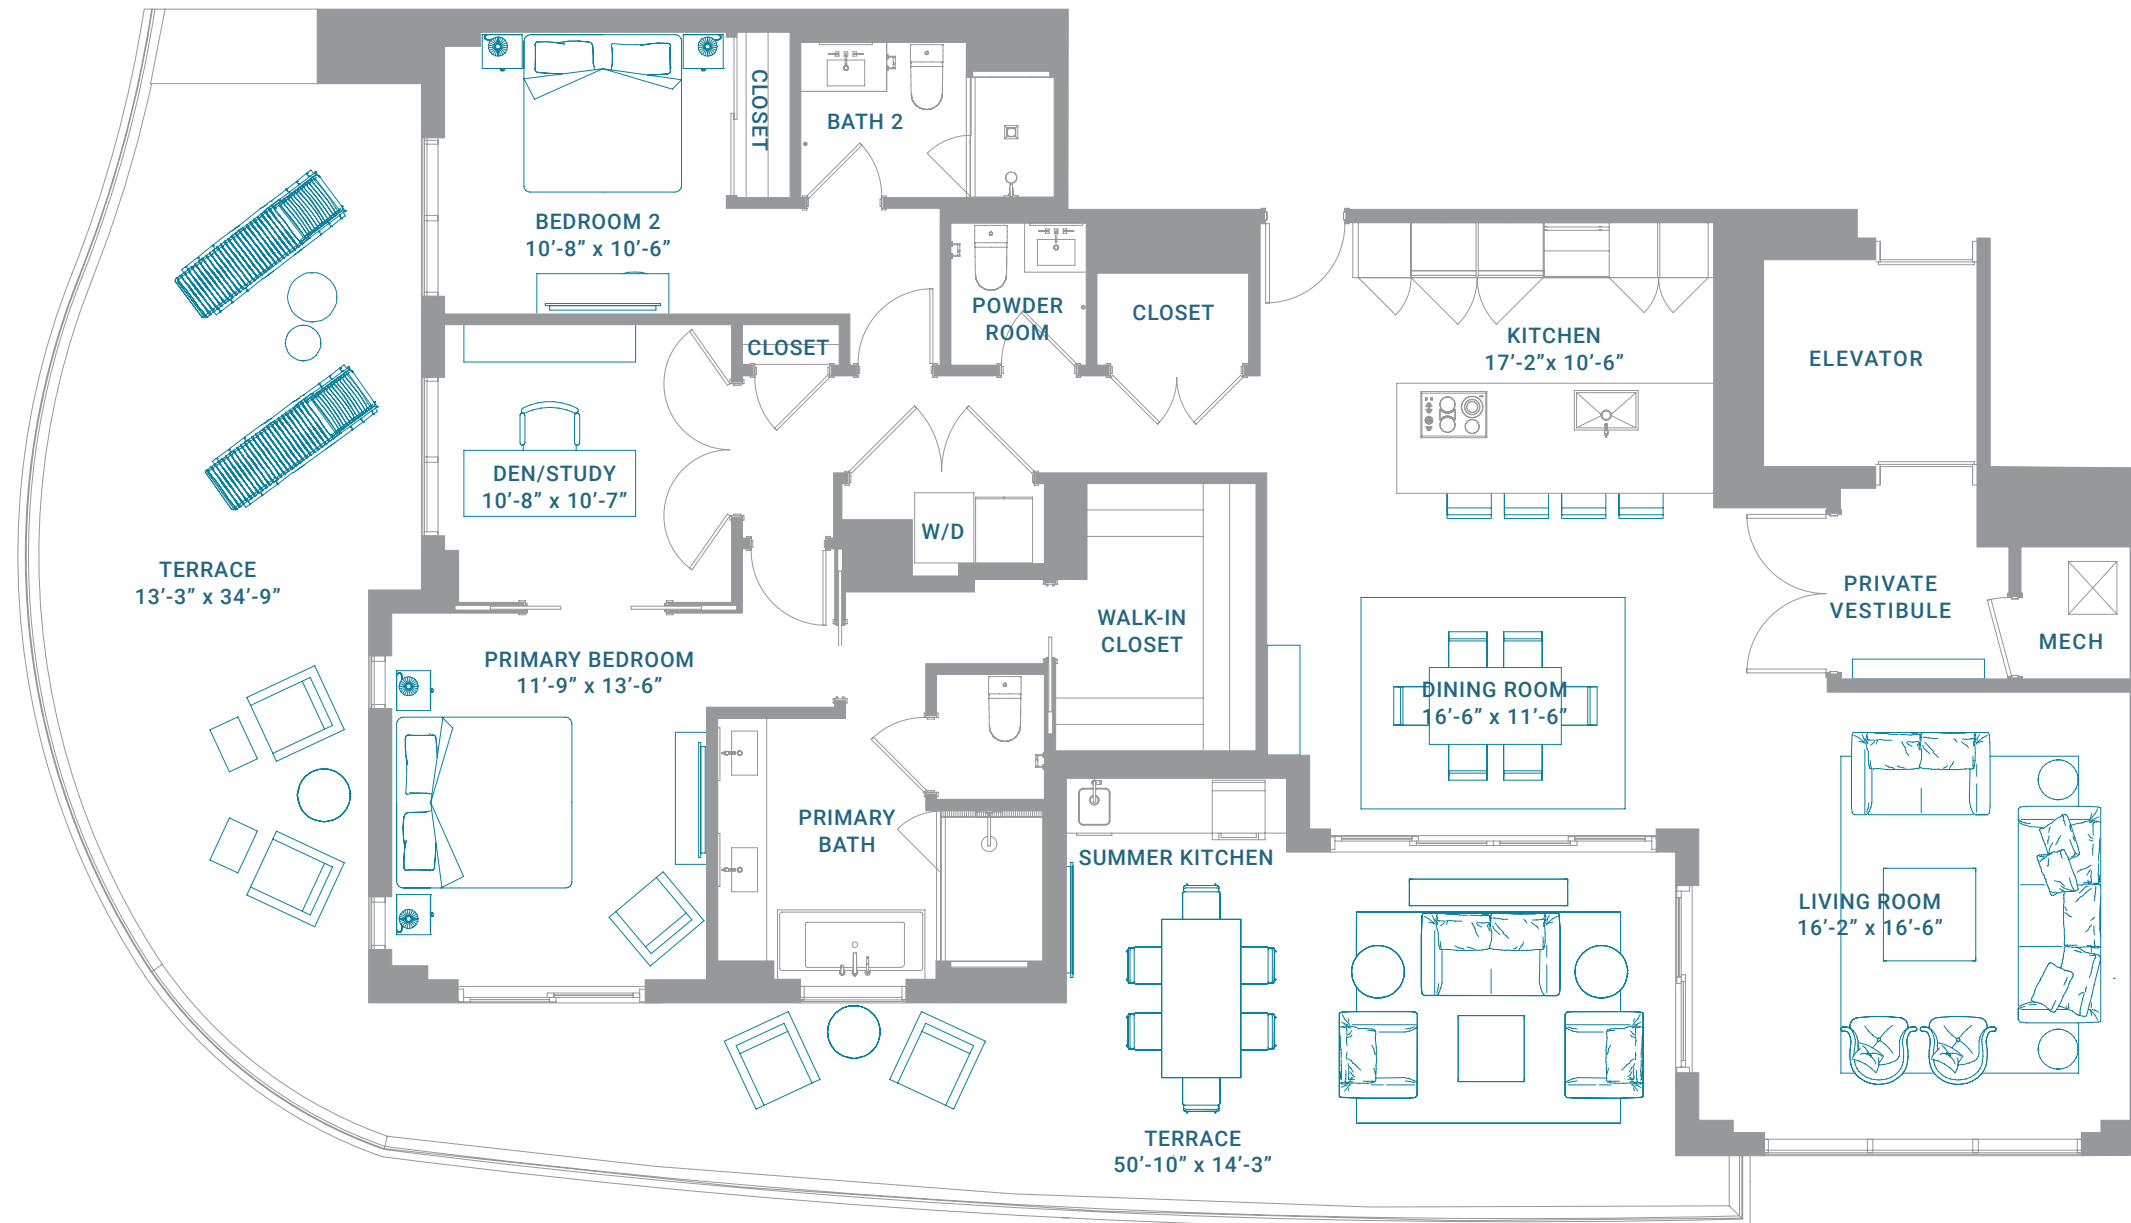 CLOSET
BATH 2
BEDROOM 2
10’-8” x 10’-6”
POWDER
ROOM
CLOSET
CLOSET
KITCHEN
17’-2”x 10’-6”
ELEVATOR
DEN/STUDY
10’-8” x 10’-7”
W/D
TERRACE
13’-3” x 34’-9”
PRIVATE
VESTIBULE
MECH
WALK-IN
CLOSET
PRIMARY BEDROOM
11’-9” x 13’-6”
DINING ROOM
16’-6” x 11’-6”
PRIMARY
BATH
SUMMER KITCHEN
LIVING ROOM
16’-2” x 16’-6”
TERRACE
50’-10” x 14’-3”